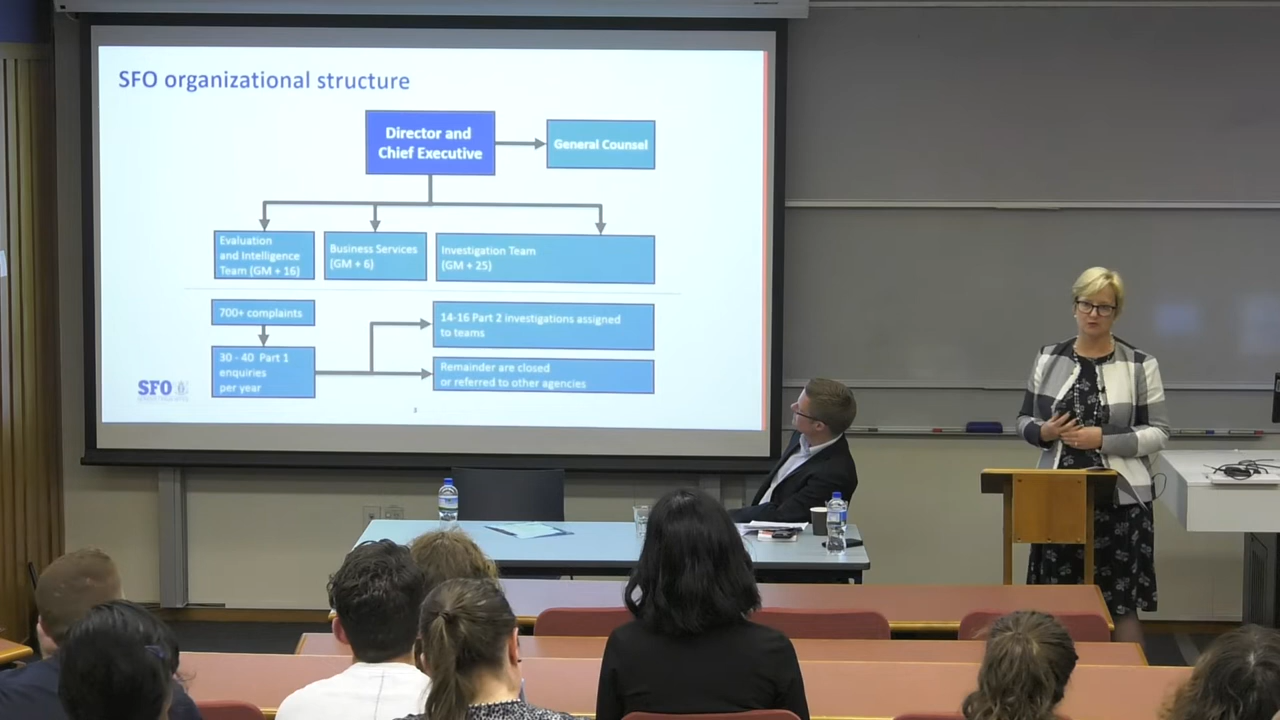 SFO organizational structure
Director and
Chief Executive
General Counsel
Evaluation
and Intelligence
Team (GM + 16)
Business Services
(GM + 6)
Investigation Team
(GM + 25)
700+ complaints
14-16 Part 2 investigations assigned
to teams
30 - 40 Part 1
enquiries
per year
Remainder are closed
or referred to other agencies
SFO